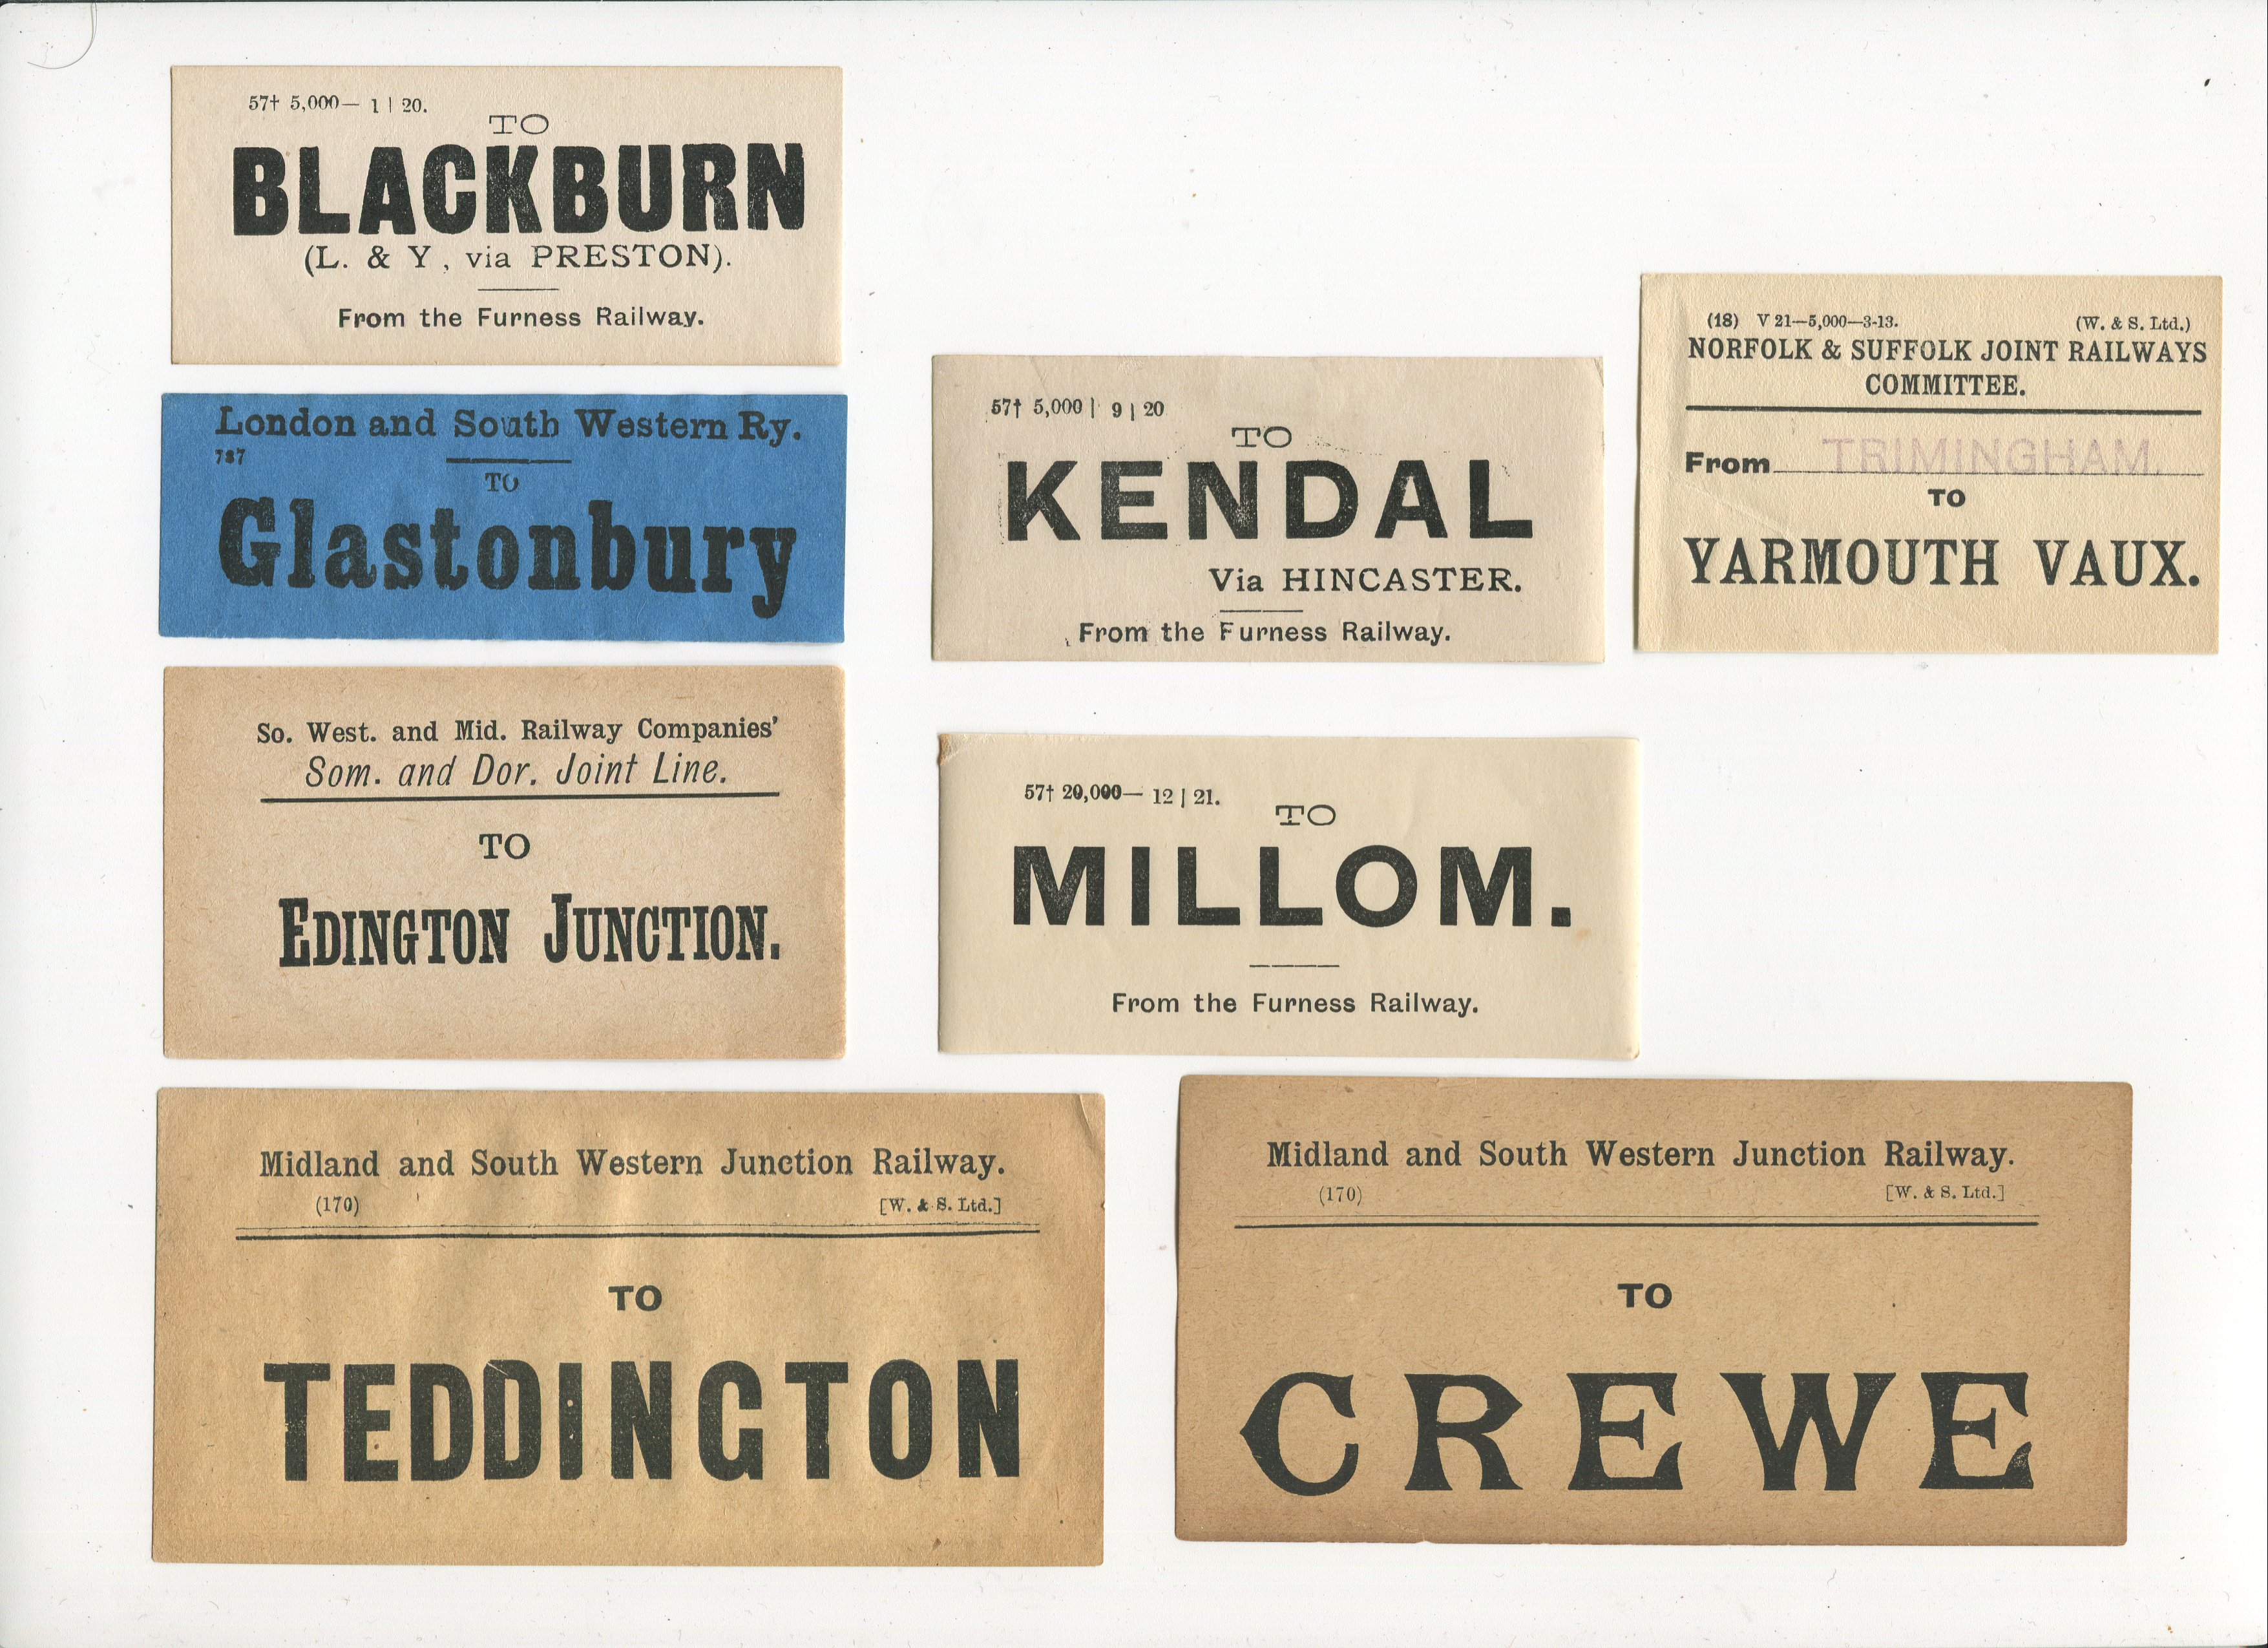 57† 5,000— 1 | 20.
TO
BLACKBURN
(L. & Y, via PRESTON).
From the Furness Railway.
London and South Western Ry.
787
TO
Glastonbury
So. West. and Mid. Railway Companies'
Som. and Dor. Joint Line.
TO
EDINGTON JUNCTION.
57† 5,000 | 9 | 20
TO
KENDAL
Via HINCASTER.
From the Furness Railway.
57† 20,000— 12 | 21.
TO
MILLOM.
From the Furness Railway.
(18) V 21—5,000—3-13. (W. & S. Ltd.)
NORFOLK & SUFFOLK JOINT RAILWAYS
COMMITTEE.
From TRIMINGHAM.
TO
YARMOUTH VAUX.
Midland and South Western Junction Railway.
(170) [W. & S. Ltd.]
TO
TEDDINGTON
Midland and South Western Junction Railway.
(170) [W. & S. Ltd.]
TO
CREWE